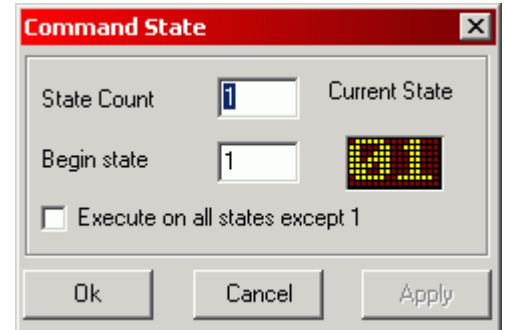 Command State
State Count 1 Current State
Begin state 1 01
Execute on all states except 1
Ok Cancel Apply